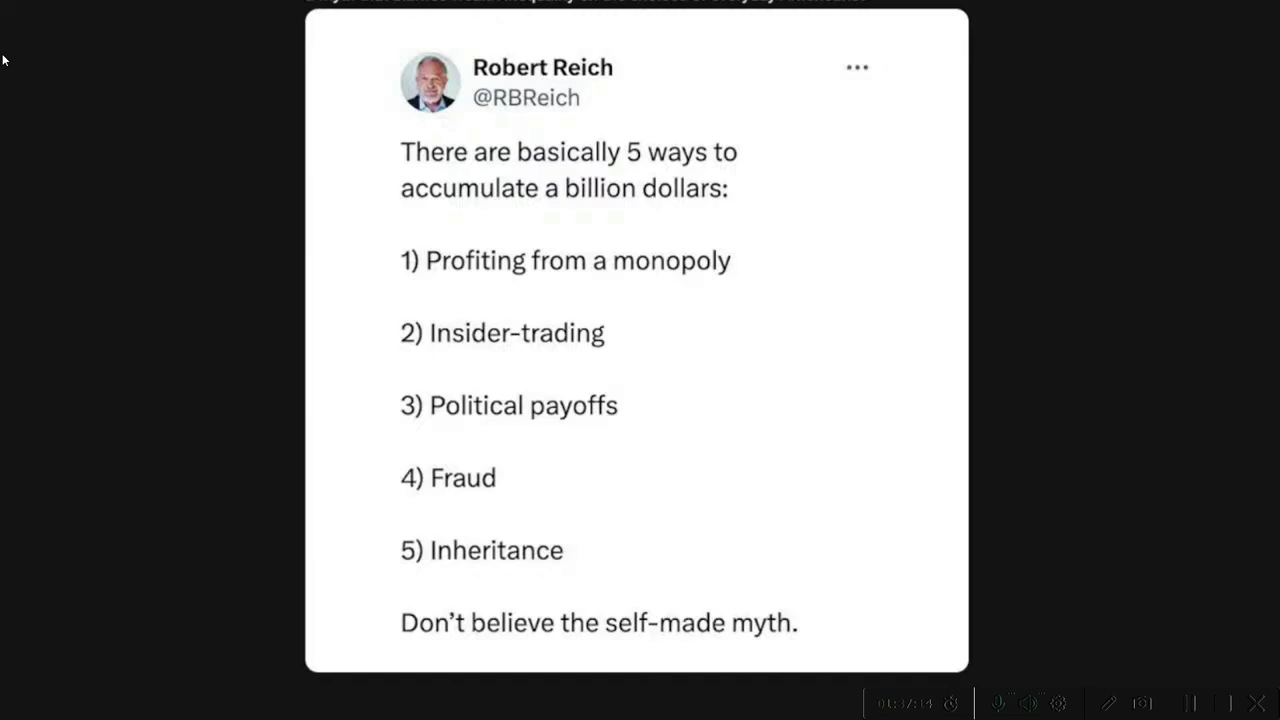 Robert Reich
@RBReich
There are basically 5 ways to
accumulate a billion dollars:
1) Profiting from a monopoly
2) Insider-trading
3) Political payoffs
4) Fraud
5) Inheritance
Don’t believe the self-made myth.